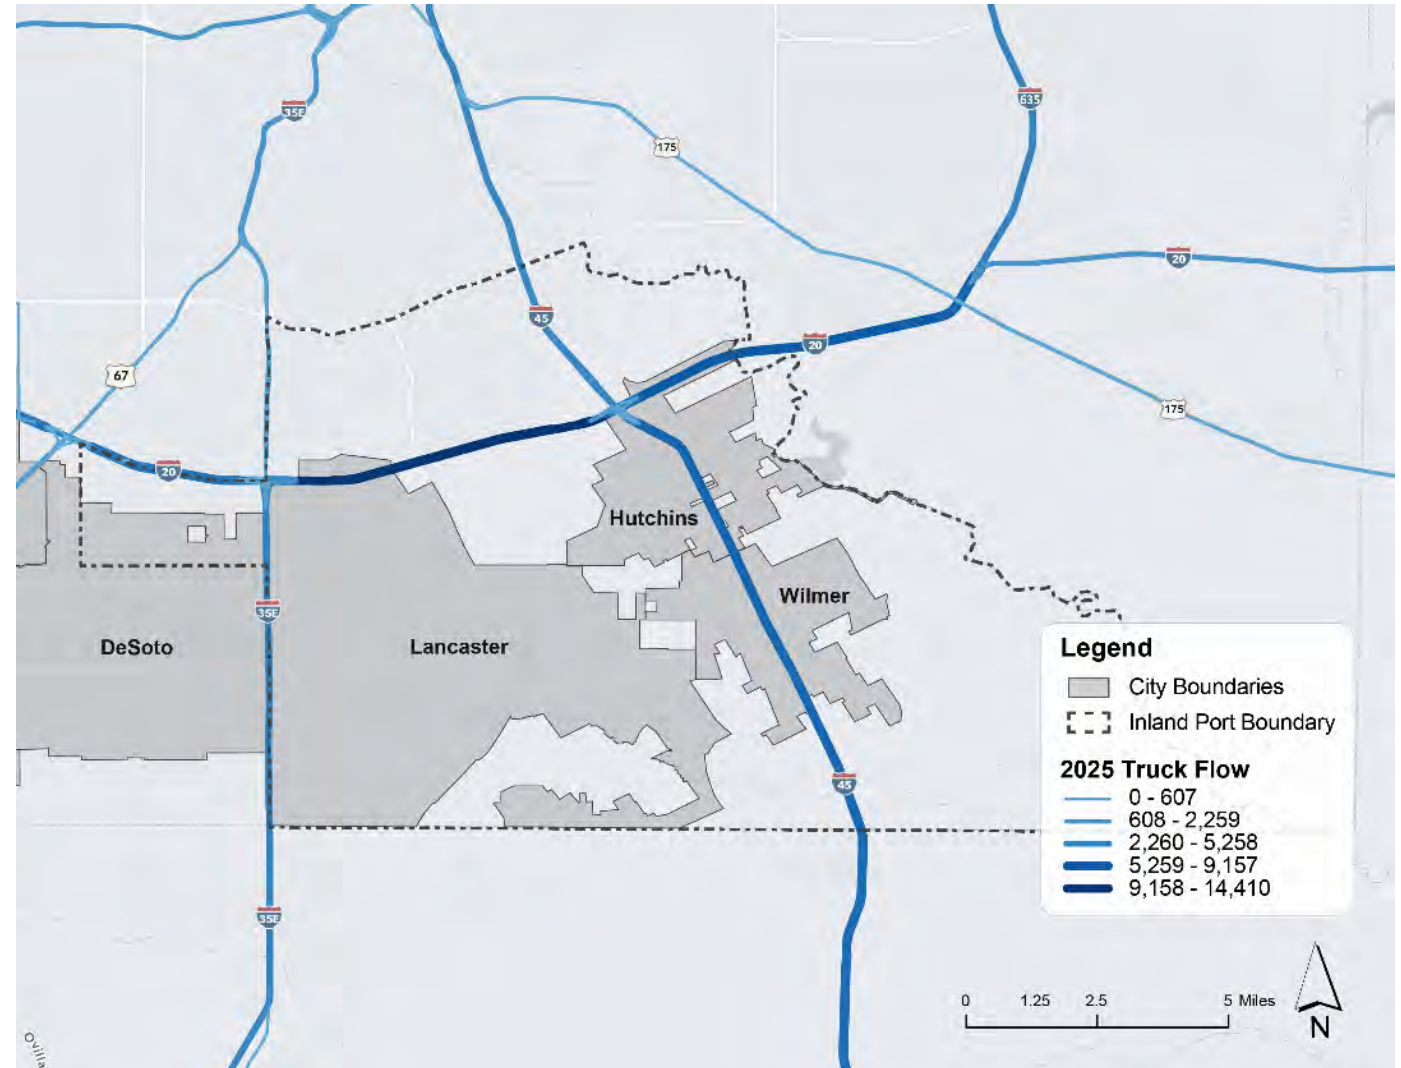 35E
635
175
20
45
20
67
175
20
Hutchins
Wilmer
35E
DeSoto
Lancaster
Legend
City Boundaries
Inland Port Boundary
2025 Truck Flow
0 - 607
608 - 2,259
2,260 - 5,258
5,259 - 9,157
9,158 - 14,410
45
35E
0 1.25 2.5 5 Miles
N
Ovilla